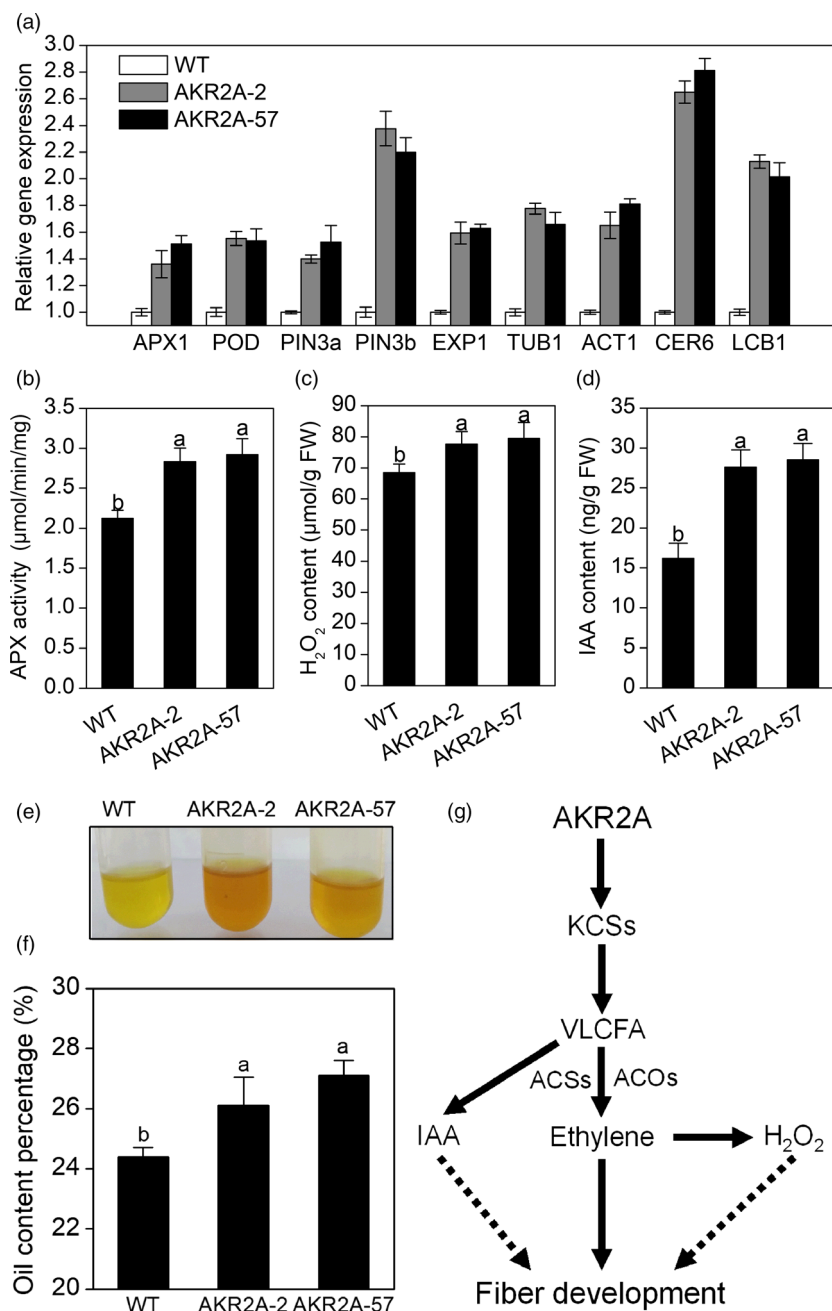 (a)
3.0
2.8
2.6
2.4
2.2
2.0
1.8
1.6
1.4
1.2
1.0
Relative gene expression
WT
AKR2A-2
AKR2A-57
APX1 POD PIN3a PIN3b EXP1 TUB1 ACT1 CER6 LCB1
(b)
3.5
3.0
2.5
2.0
1.5
1.0
0.5
0.0
APX activity (μmol/min/mg)
b a a
WT AKR2A-2 AKR2A-57
(c)
90
80
70
60
50
40
30
20
10
0
H₂O₂ content (μmol/g FW)
b a a
WT AKR2A-2 AKR2A-57
(d)
35
30
25
20
15
10
5
0
IAA content (ng/g FW)
b a a
WT AKR2A-2 AKR2A-57
(e)
WT AKR2A-2 AKR2A-57
(f)
30
28
26
24
22
20
Oil content percentage (%)
b a a
WT AKR2A-2 AKR2A-57
(g)
AKR2A
KCSs
VLCFA
ACSs ACOs
IAA Ethylene H₂O₂
Fiber development